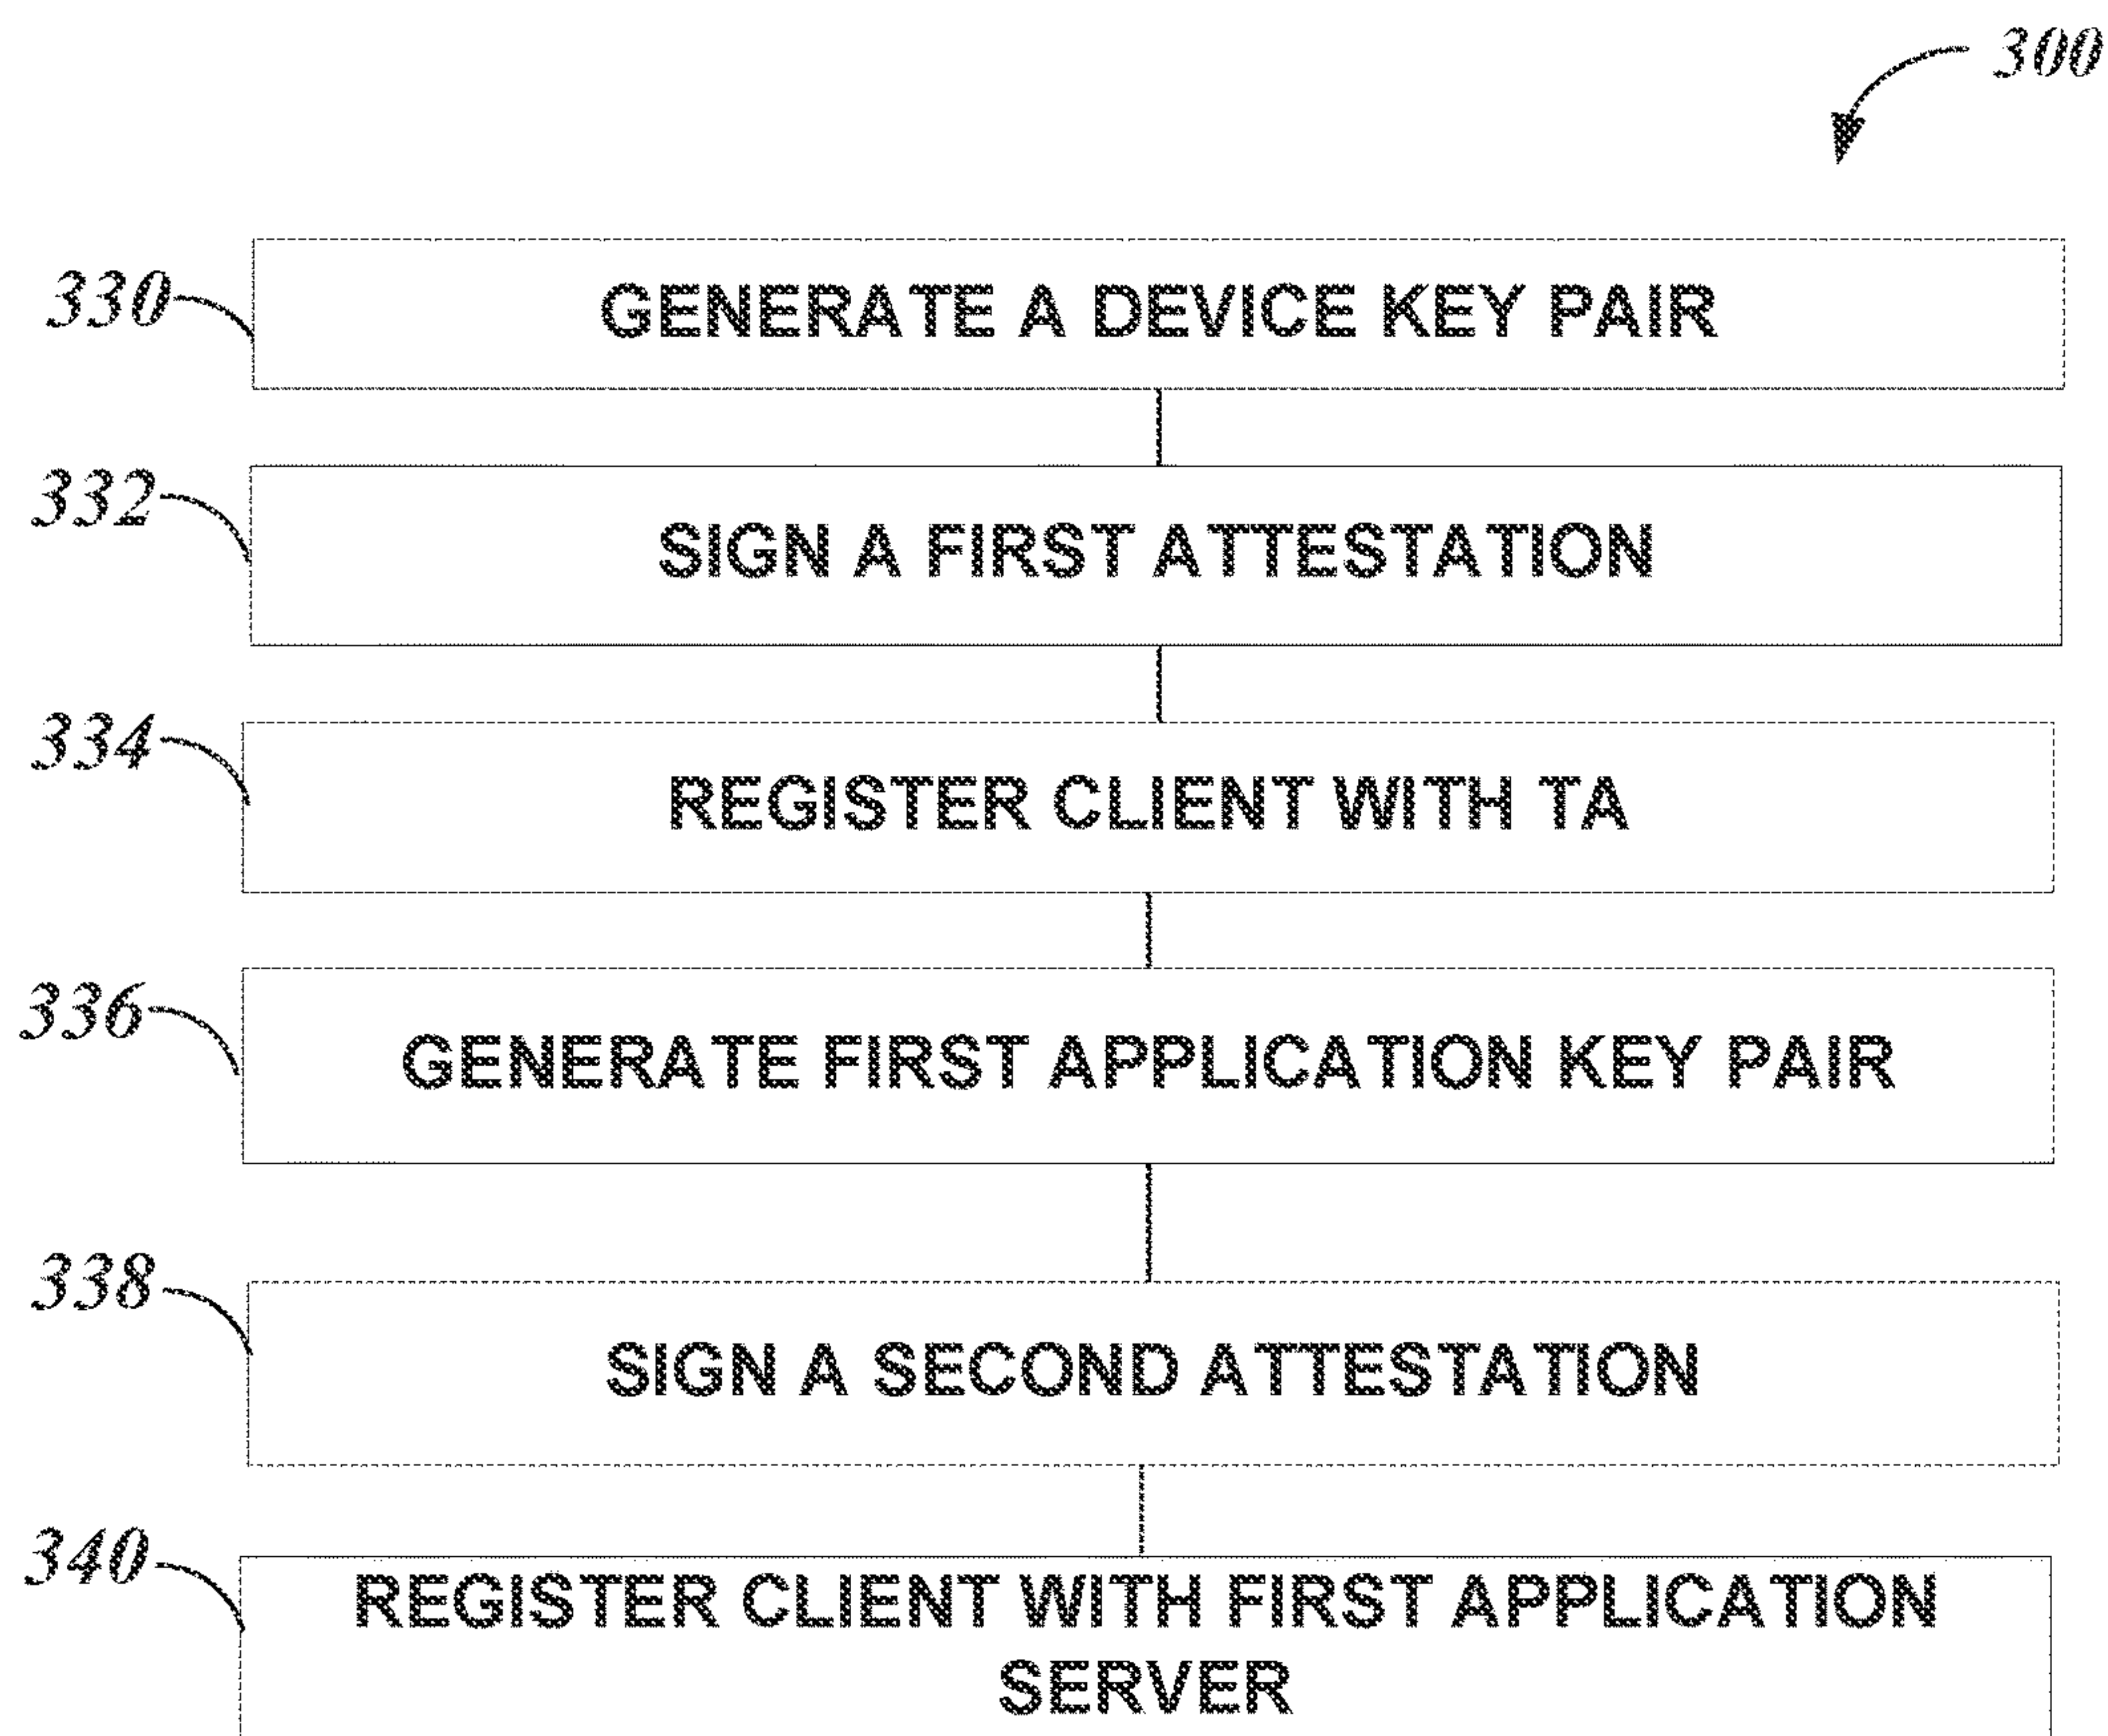 300
330
GENERATE A DEVICE KEY PAIR
332
SIGN A FIRST ATTESTATION
334
REGISTER CLIENT WITH TA
336
GENERATE FIRST APPLICATION KEY PAIR
338
SIGN A SECOND ATTESTATION
340
REGISTER CLIENT WITH FIRST APPLICATION
SERVER